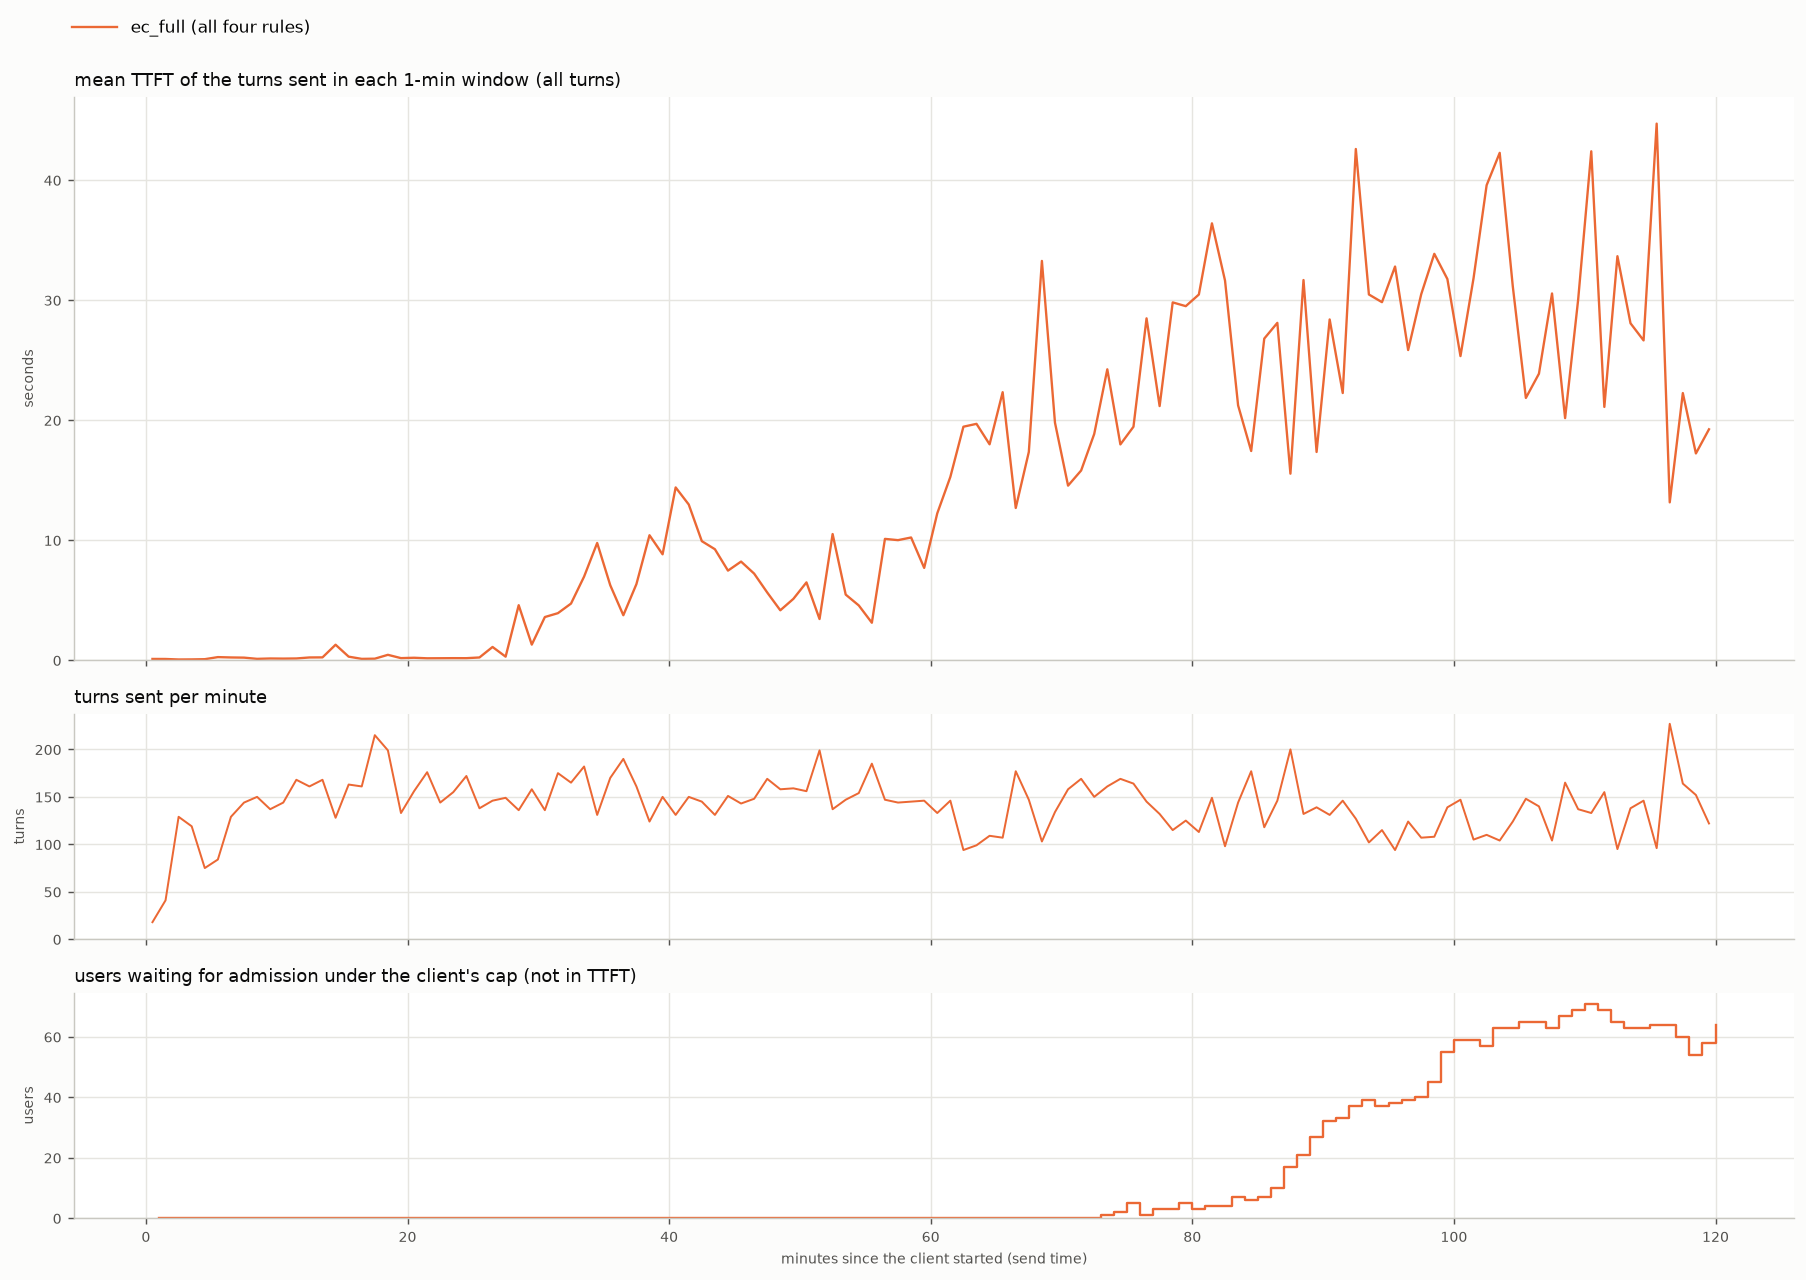 ec_full (all four rules)
mean TTFT of the turns sent in each 1-min window (all turns)
40
30
20
10
0
seconds
turns sent per minute
200
150
100
50
0
turns
users waiting for admission under the client's cap (not in TTFT)
60
40
20
0
users
0 20 40 60 80 100 120
minutes since the client started (send time)